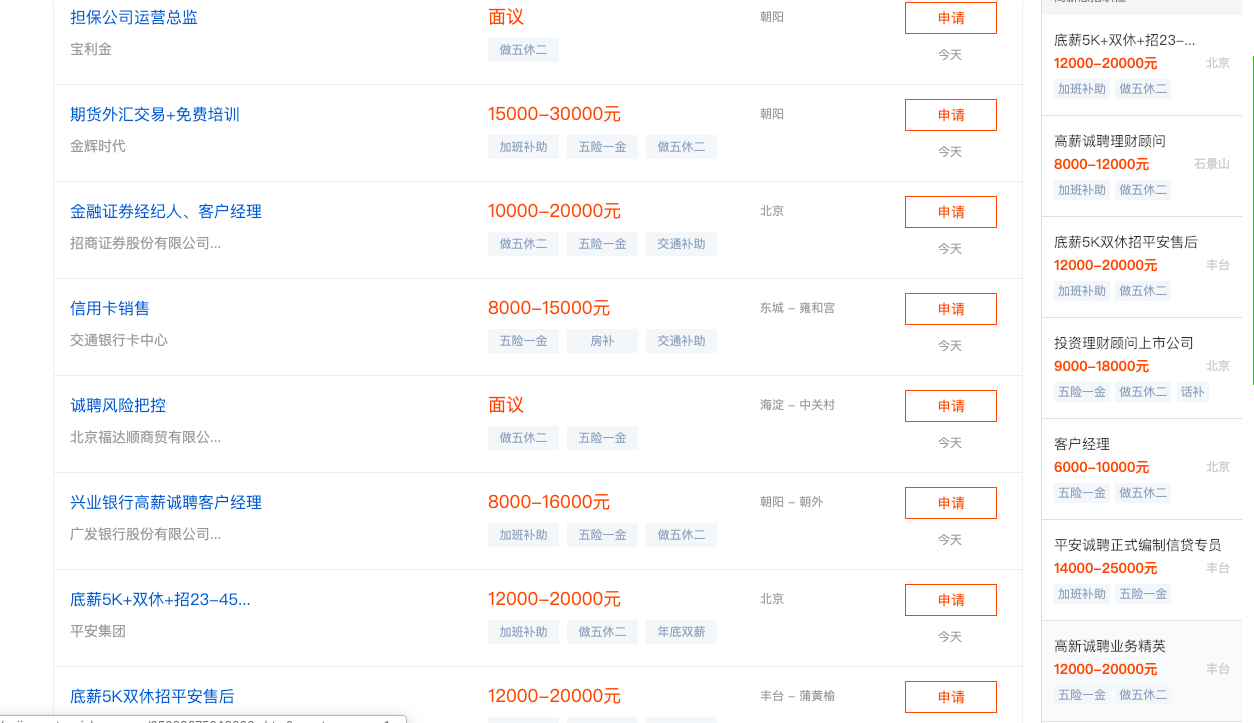 担保公司运营总监
面议
朝阳
申请
宝利金
做五休二
今天
期货外汇交易+免费培训
15000-30000元
朝阳
申请
金辉时代
加班补助 五险一金 做五休二
今天
金融证券经纪人、客户经理
10000-20000元
北京
申请
招商证券股份有限公司...
做五休二 五险一金 交通补助
今天
信用卡销售
8000-15000元
东城 - 雍和宫
申请
交通银行卡中心
五险一金 房补 交通补助
今天
诚聘风险把控
面议
海淀 - 中关村
申请
北京福达顺商贸有限公...
做五休二 五险一金
今天
兴业银行高薪诚聘客户经理
8000-16000元
朝阳 - 朝外
申请
广发银行股份有限公司...
加班补助 五险一金 做五休二
今天
底薪5K+双休+招23-45...
12000-20000元
北京
申请
平安集团
加班补助 做五休二 年底双薪
今天
底薪5K双休招平安售后
12000-20000元
丰台 - 蒲黄榆
申请
底薪5K+双休+招23-...
12000-20000元 北京
加班补助 做五休二
高薪诚聘理财顾问
8000-12000元 石景山
加班补助 做五休二
底薪5K双休招平安售后
12000-20000元 丰台
加班补助 做五休二
投资理财顾问上市公司
9000-18000元 北京
五险一金 做五休二 话补
客户经理
6000-10000元 北京
五险一金 做五休二
平安诚聘正式编制信贷专员
14000-25000元 丰台
加班补助 五险一金
高新诚聘业务精英
12000-20000元 丰台
五险一金 做五休二